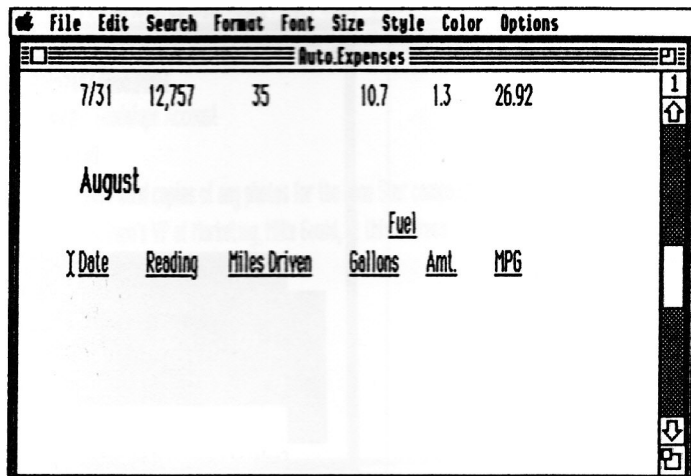 File Edit Search Format Font Size Style Color Options
Auto.Expenses
1
7/31 12,757 35 10.7 1.3 26.92
August
Fuel
Date Reading Miles Driven Gallons Amt. MPG